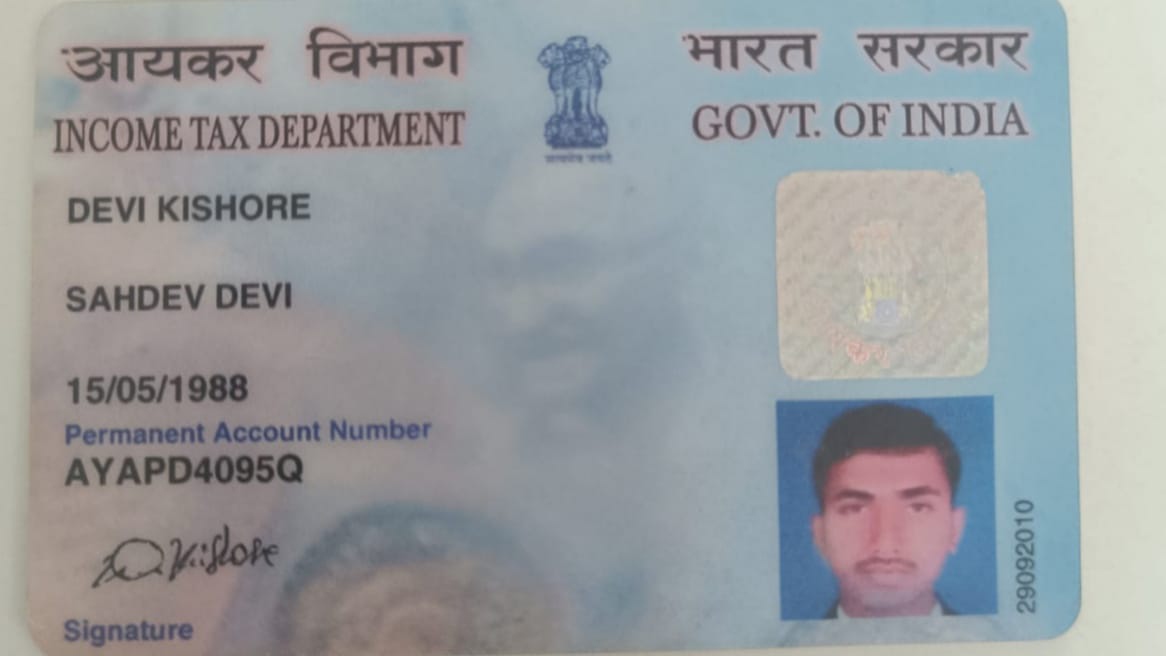 आयकर विभाग
INCOME TAX DEPARTMENT
भारत सरकार
GOVT. OF INDIA
सत्यमेव जयते
DEVI KISHORE
SAHDEV DEVI
15/05/1988
Permanent Account Number
AYAPD4095Q
D Kishore
Signature
29092010